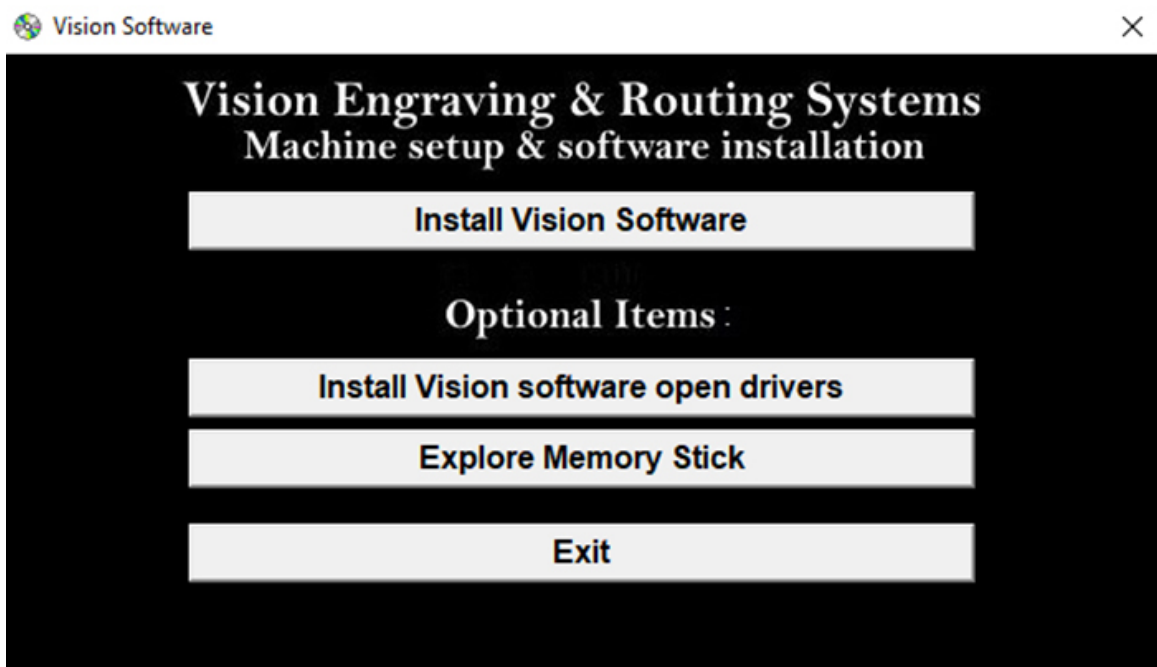 Vision Software
Vision Engraving & Routing Systems
Machine setup & software installation
Install Vision Software
Optional Items :
Install Vision software open drivers
Explore Memory Stick
Exit